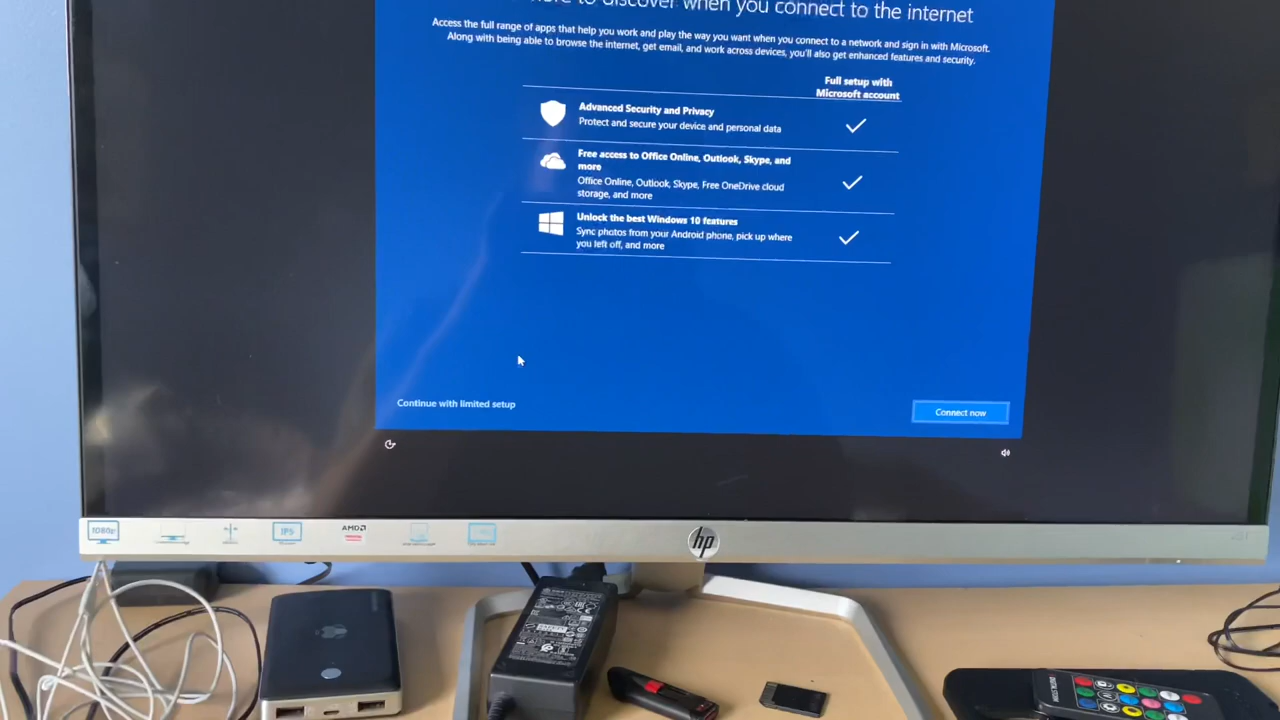 to discover when you connect to the internet
Access the full range of apps that help you work and play the way you want when you connect to a network and sign in with Microsoft.
Along with being able to browse the internet, get email, and work across devices, you'll also get enhanced features and security.
Full setup with
Microsoft account
Advanced Security and Privacy
Protect and secure your device and personal data
Free access to Office Online, Outlook, Skype, and
more
Office Online, Outlook, Skype, Free OneDrive cloud
storage, and more
Unlock the best Windows 10 features
Sync photos from your Android phone, pick up where
you left off, and more
Continue with limited setup
Connect now
1080p
IPS
AMD
hp